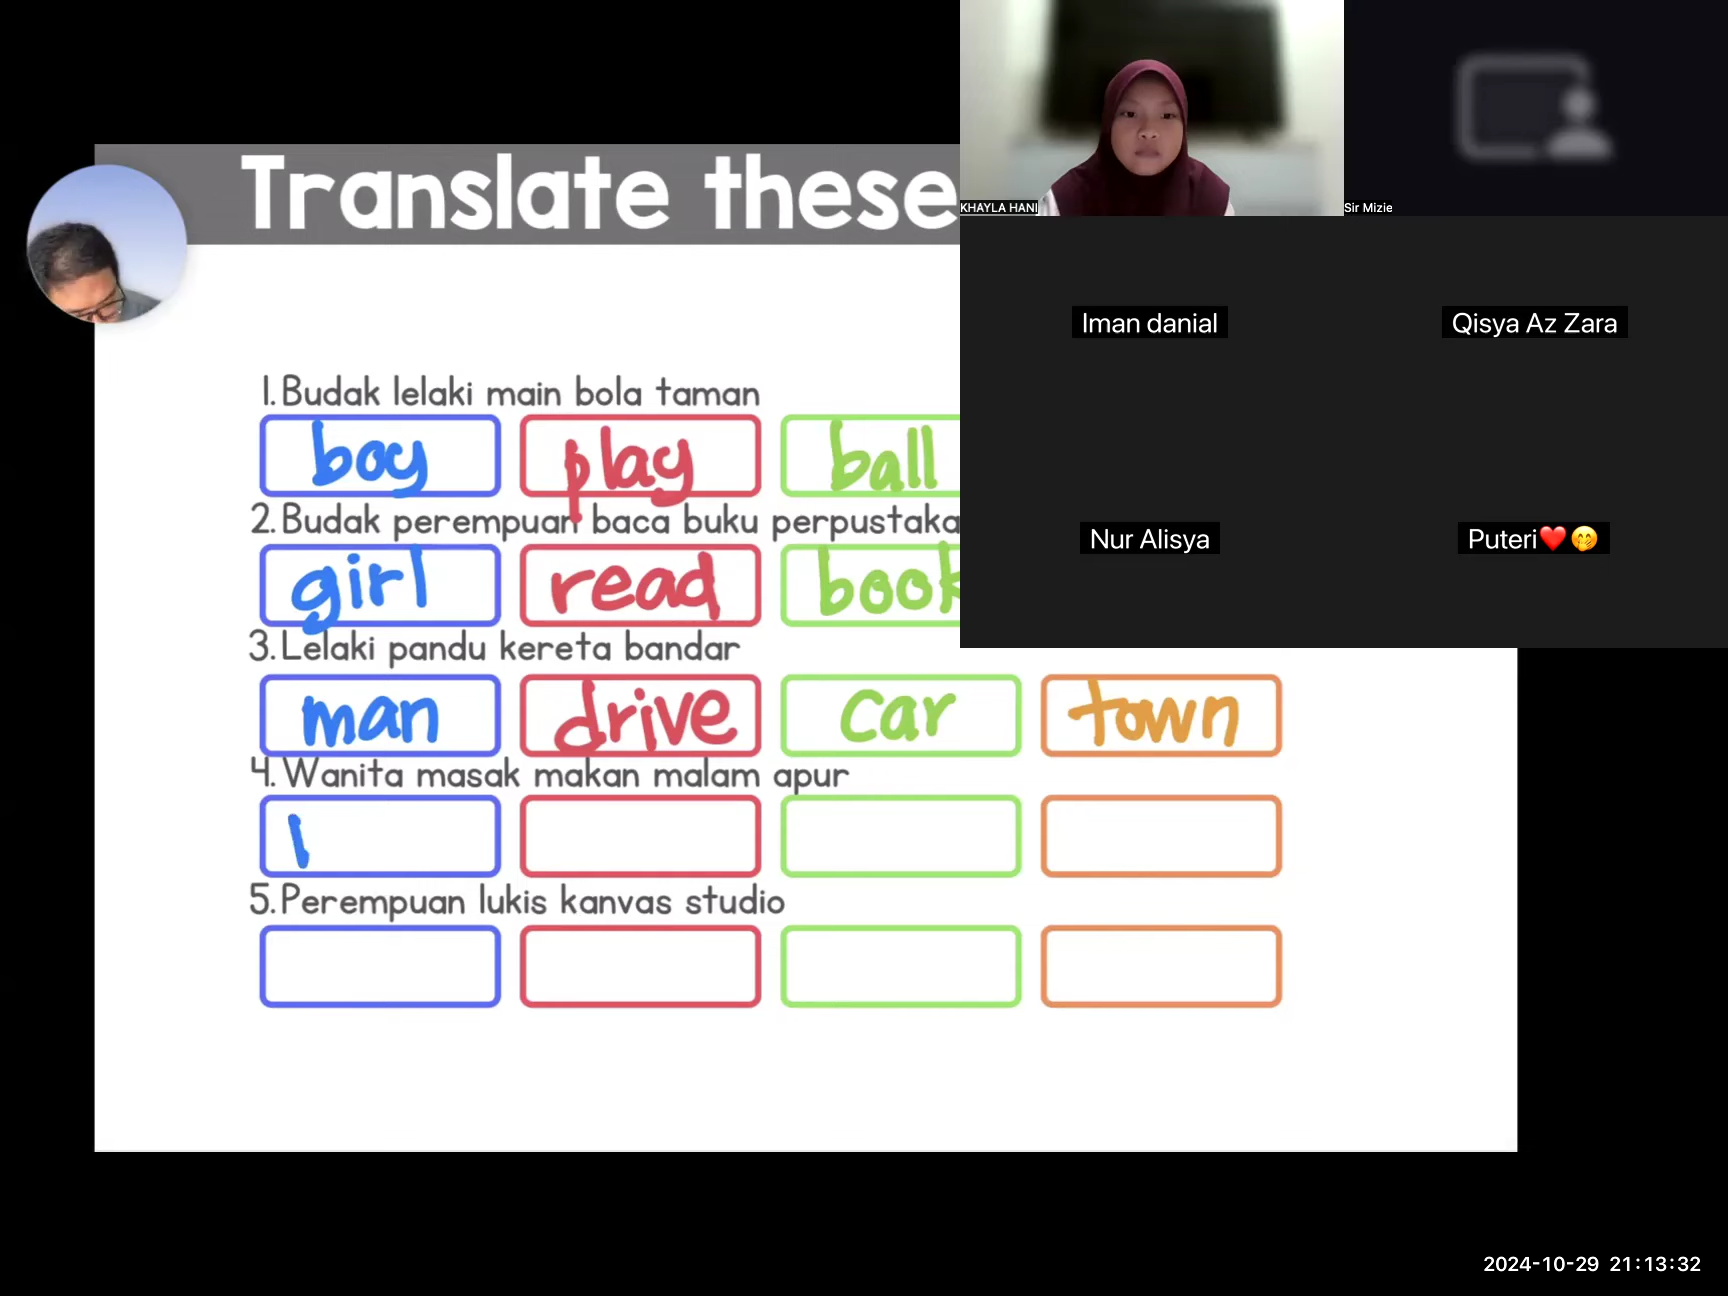 Translate these
KHAYLA HANI
Sir Mizie
Iman danial
Qisya Az Zara
Nur Alisya
Puteri❤️🤭
1. Budak lelaki main bola taman
boy play ball
2. Budak perempuan baca buku perpustaka
girl read book
3. Lelaki pandu kereta bandar
man drive car town
4. Wanita masak makan malam apur
5. Perempuan lukis kanvas studio
2024-10-29 21:13:32